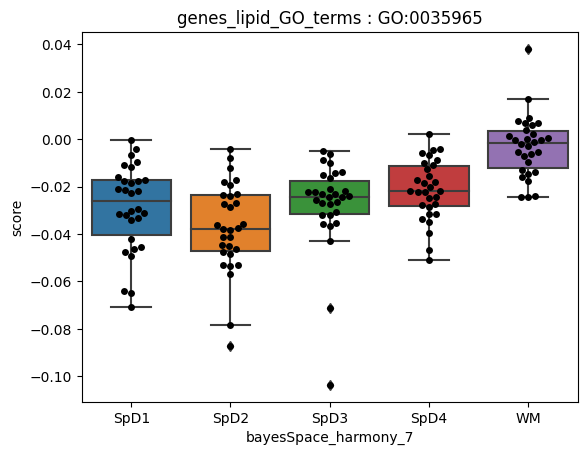 genes_lipid_GO_terms : GO:0035965
0.04
0.02
0.00
−0.02
−0.04
−0.06
−0.08
−0.10
score
SpD1 SpD2 SpD3 SpD4 WM
bayesSpace_harmony_7